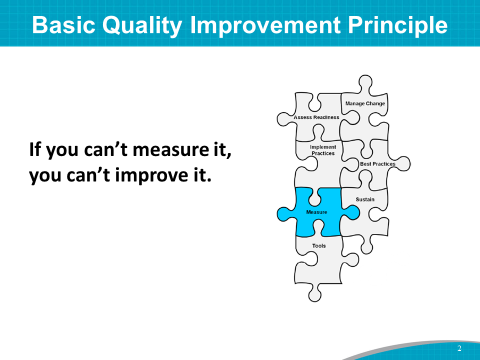 Basic Quality Improvement Principle
If you can’t measure it,
you can’t improve it.
Manage Change
Assess Readiness
Implement
Practices
Best Practices
Sustain
Measure
Tools
2